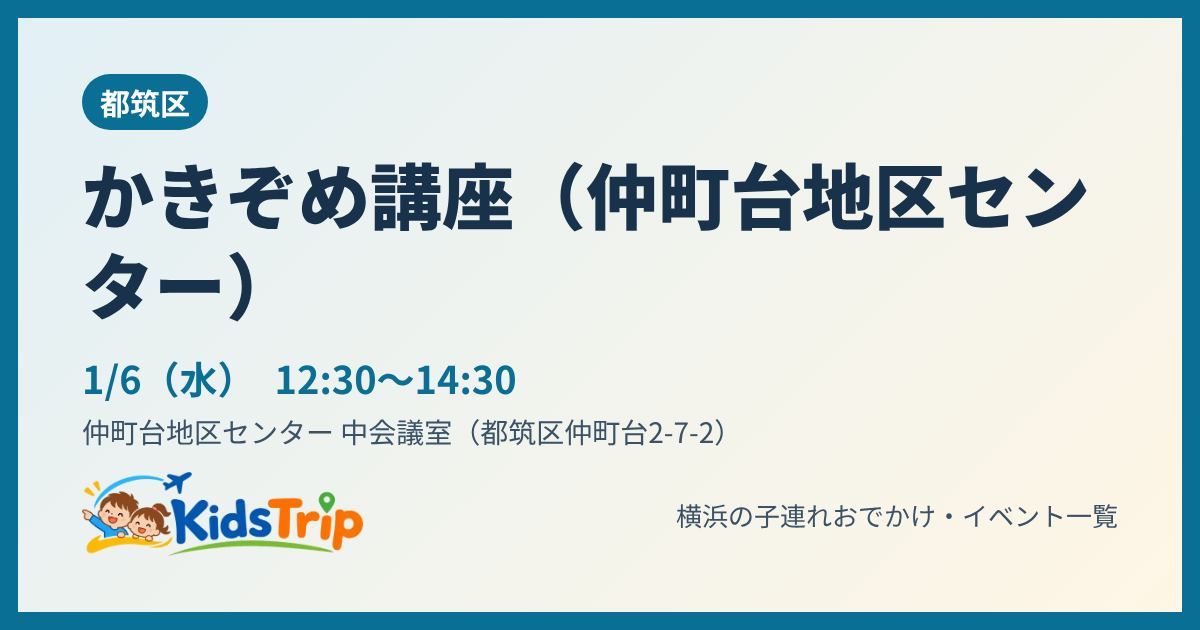 都筑区
かきぞめ講座（仲町台地区セン
ター）
1/6（水） 12:30〜14:30
仲町台地区センター 中会議室（都筑区仲町台2-7-2）
KidsTrip
横浜の子連れおでかけ・イベント一覧